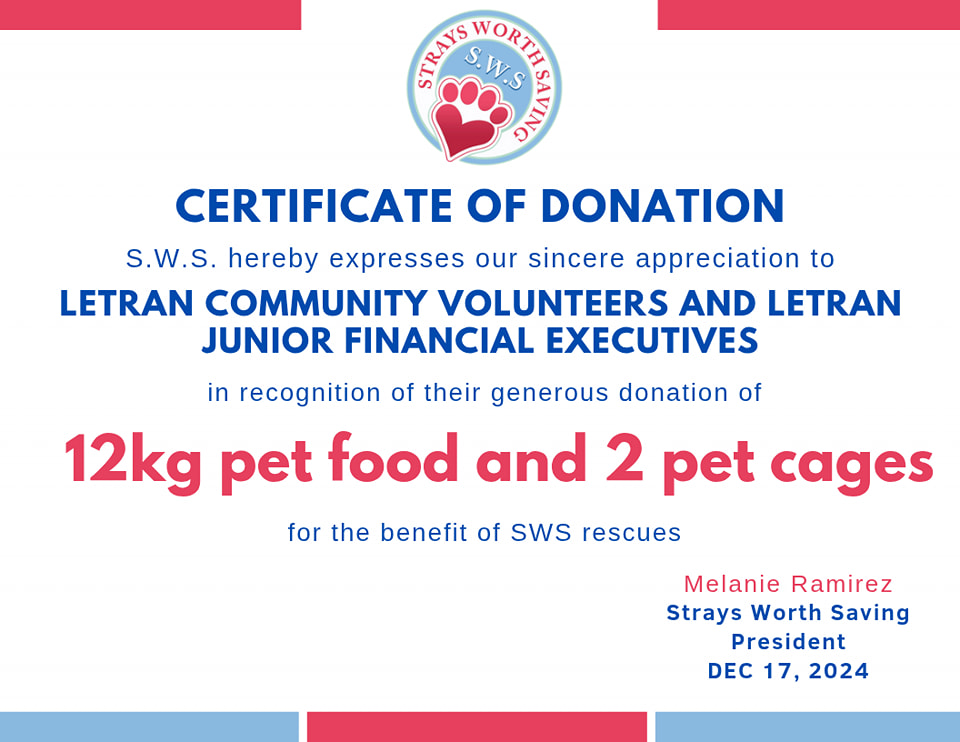 STRAYS WORTH SAVING
S.W.S
CERTIFICATE OF DONATION
S.W.S. hereby expresses our sincere appreciation to
LETRAN COMMUNITY VOLUNTEERS AND LETRAN
JUNIOR FINANCIAL EXECUTIVES
in recognition of their generous donation of
12kg pet food and 2 pet cages
for the benefit of SWS rescues
Melanie Ramirez
Strays Worth Saving
President
DEC 17, 2024